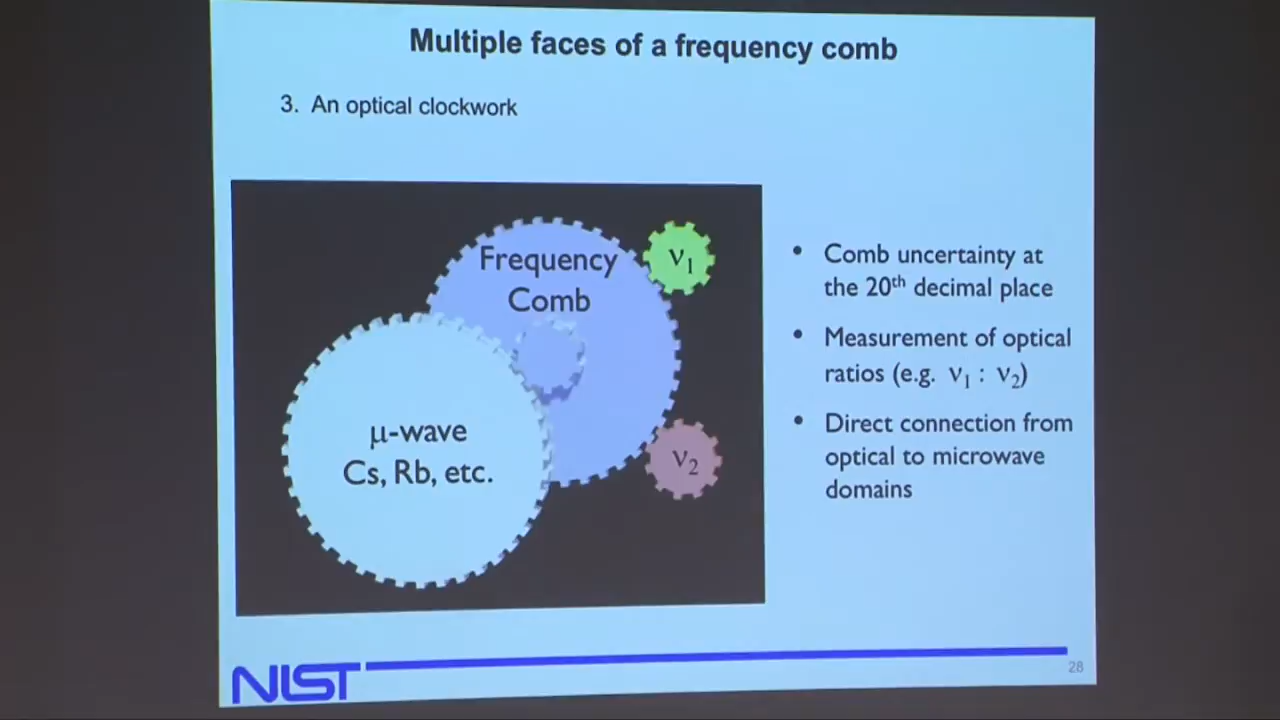 Multiple faces of a frequency comb
3. An optical clockwork
Frequency
Comb
ν₁
μ-wave
Cs, Rb, etc.
ν₂
• Comb uncertainty at
the 20ᵗʰ decimal place
• Measurement of optical
ratios (e.g. ν₁ : ν₂)
• Direct connection from
optical to microwave
domains
NIST
28